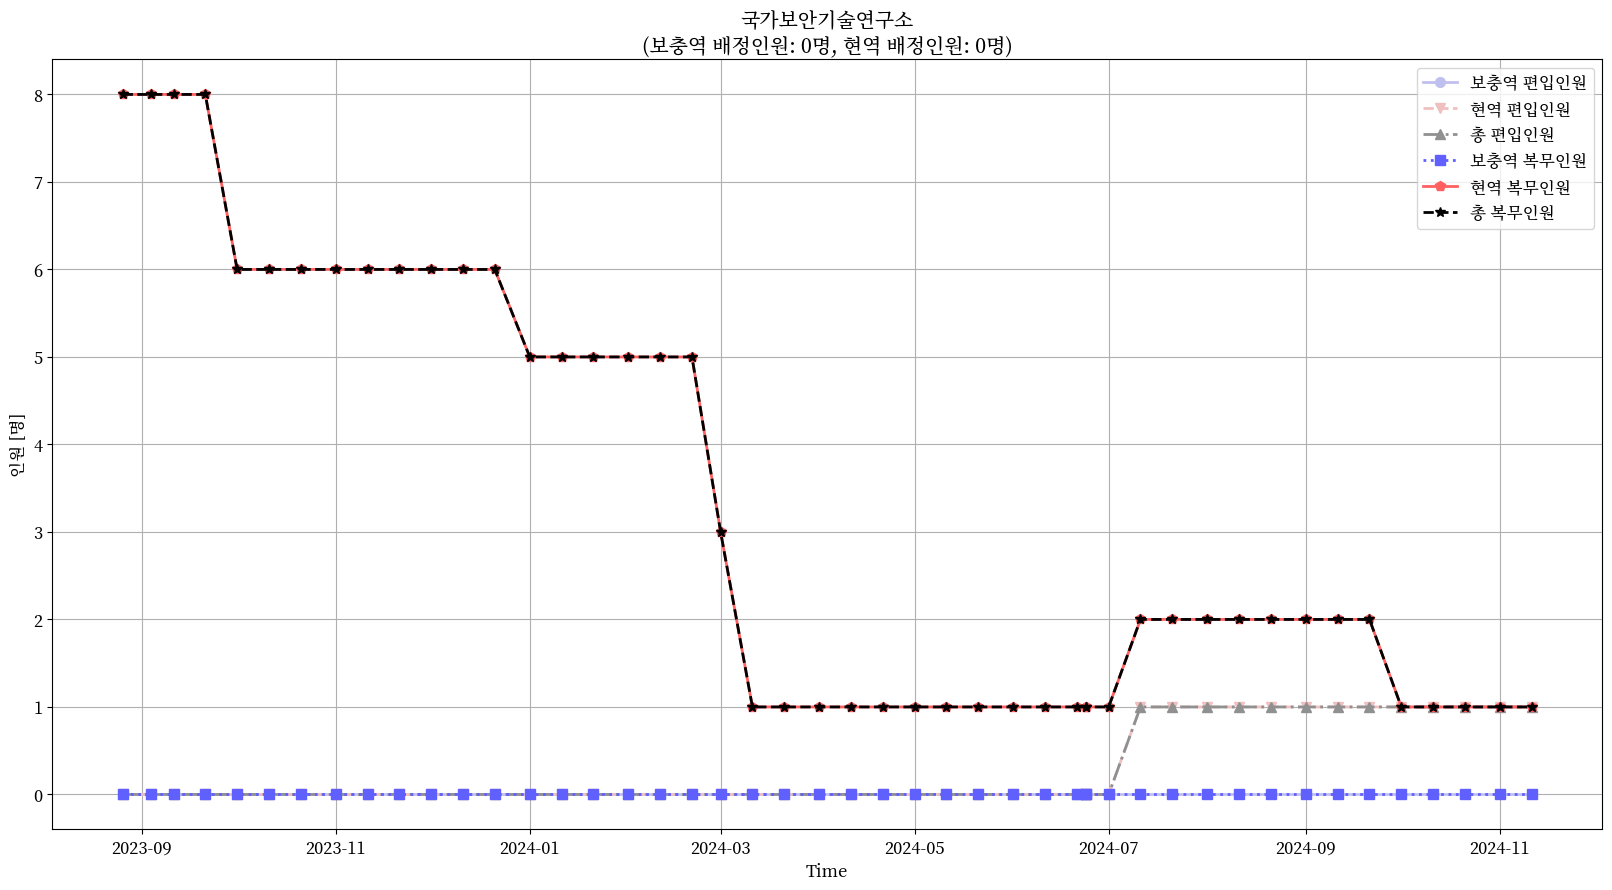 국가보안기술연구소
(보충역 배정인원: 0명, 현역 배정인원: 0명)
보충역 편입인원
현역 편입인원
총 편입인원
보충역 복무인원
현역 복무인원
총 복무인원
인원 [명]
8
7
6
5
4
3
2
1
0
2023-09
2023-11
2024-01
2024-03
2024-05
2024-07
2024-09
2024-11
Time